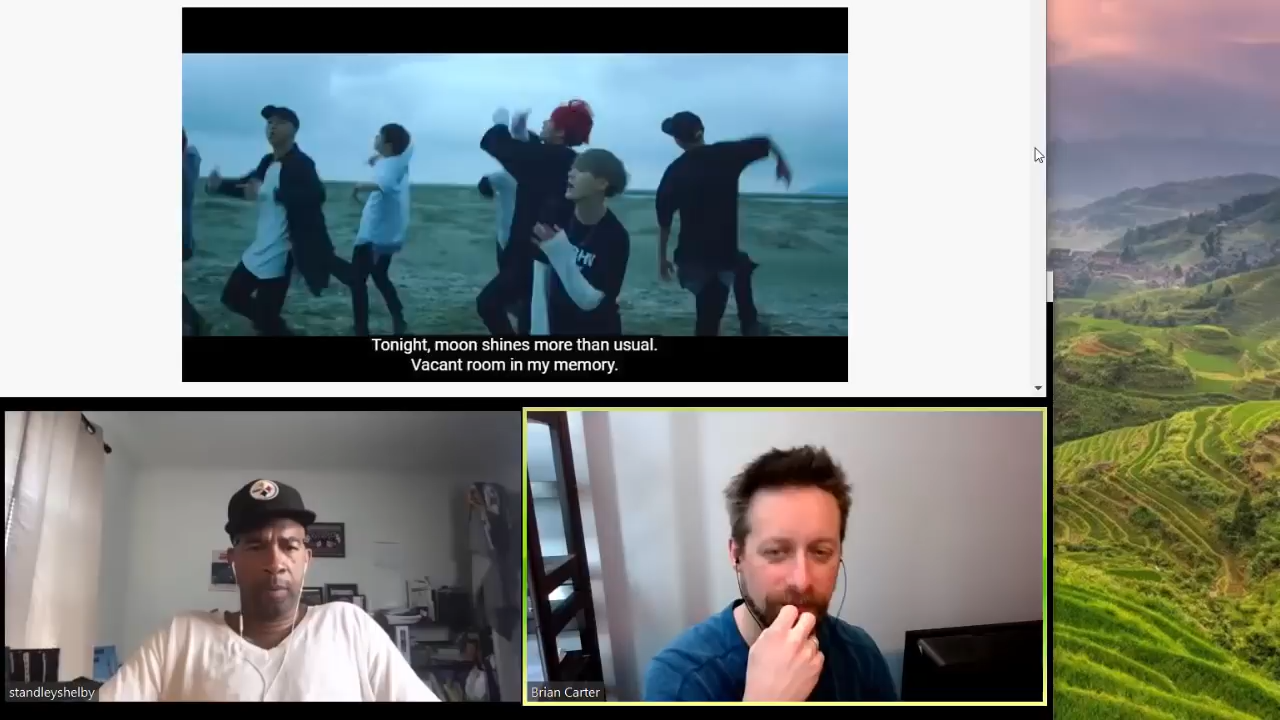 Tonight, moon shines more than usual.
Vacant room in my memory.
standleyshelby
Brian Carter